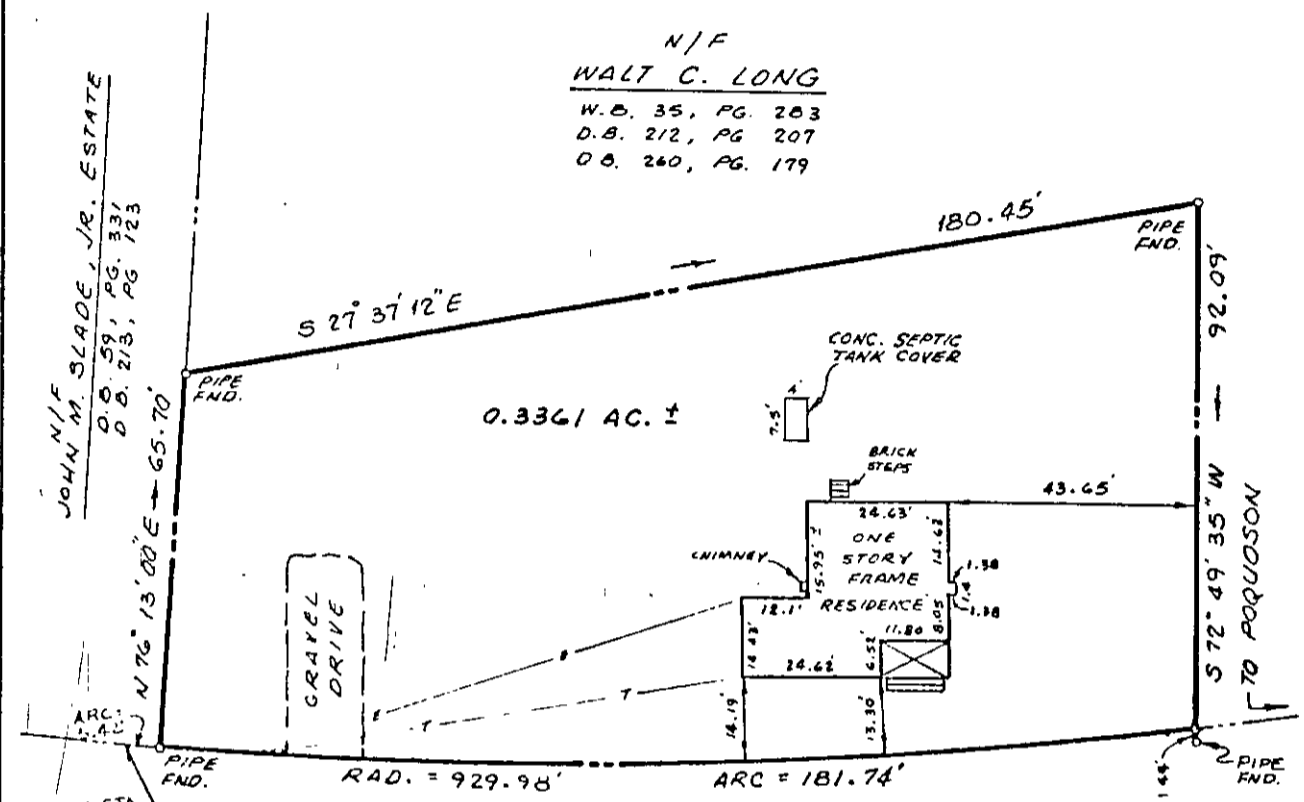 N/F
WALT C. LONG
W.B. 35, PG. 283
D.B. 212, PG 207
D B. 260, PG. 179
N/F
JOHN M. SLADE, JR. ESTATE
D.B. 59, PG. 331
D B. 213, PG 123
180.45'
PIPE
FND.
S 27° 37' 12" E
92.09'
S 72° 49' 35" W
TO POQUOSON
CONC. SEPTIC
TANK COVER
4'
7.5'
PIPE
FND.
0.3361 AC. ±
N 76° 13' 00" E
65.70'
BRICK
STEPS
43.65'
24.63'
ONE
STORY
FRAME
RESIDENCE
15.95' ±
14.62'
CHIMNEY
1.38
1.4
1.38
12.1'
8.05
11.80
14.43'
24.62'
6.52'
GRAVEL
DRIVE
E
E
T
T
14.19'
13.30'
ARC=
PIPE
FND.
RAD. = 929.98'
ARC = 181.74'
PIPE
FND.